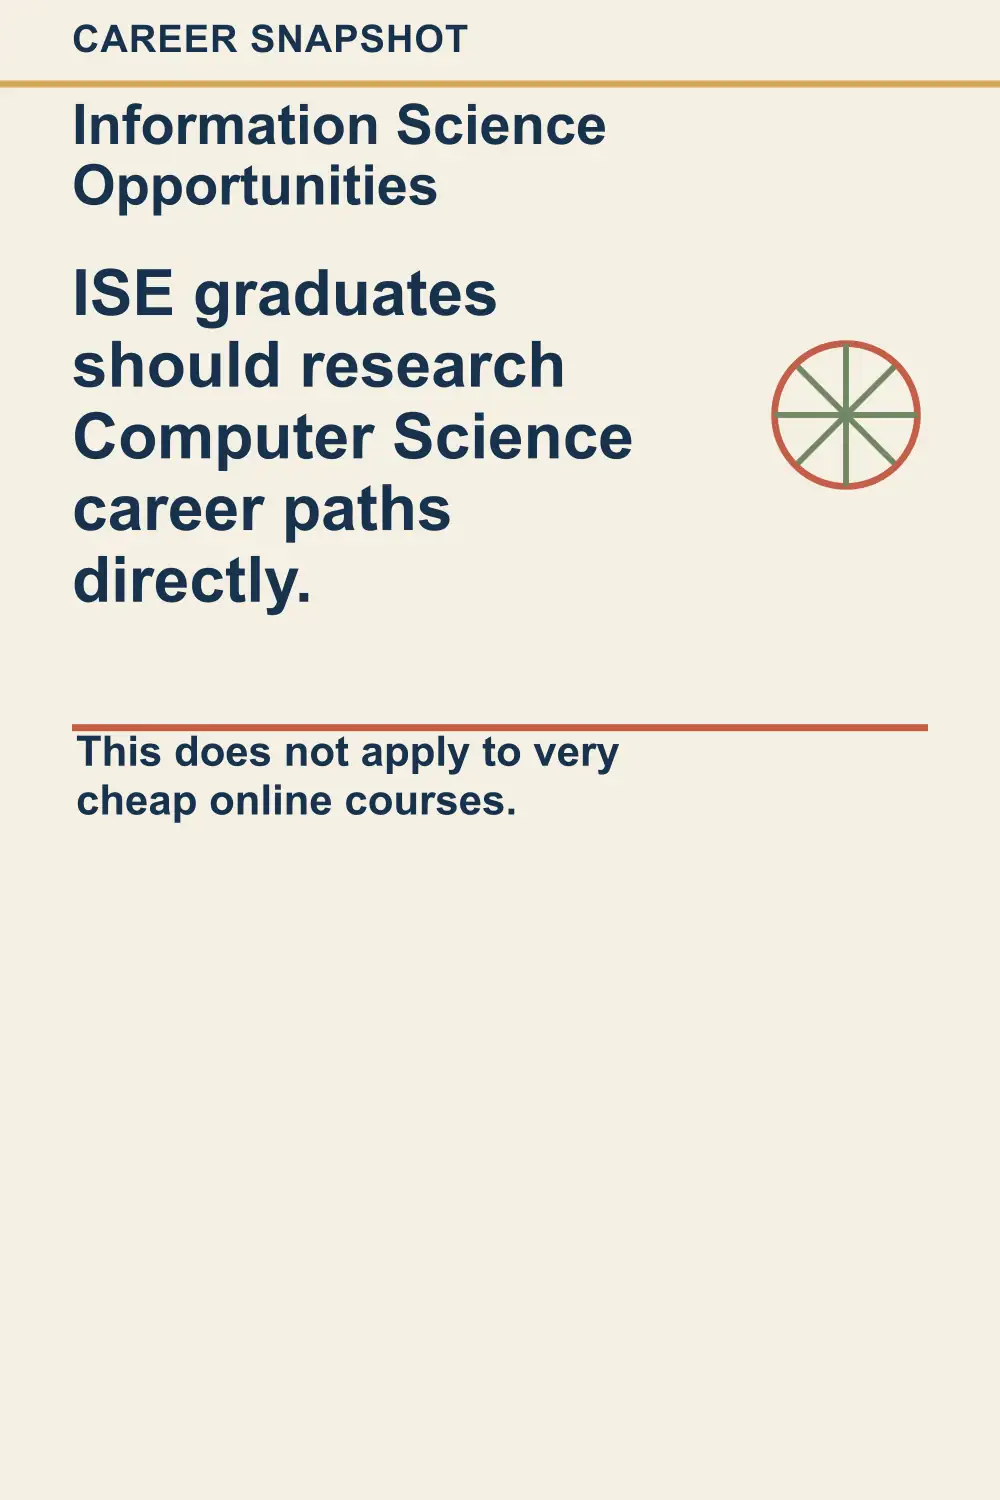 CAREER SNAPSHOT
Information Science
Opportunities
ISE graduates
should research
Computer Science
career paths
directly.
This does not apply to very
cheap online courses.